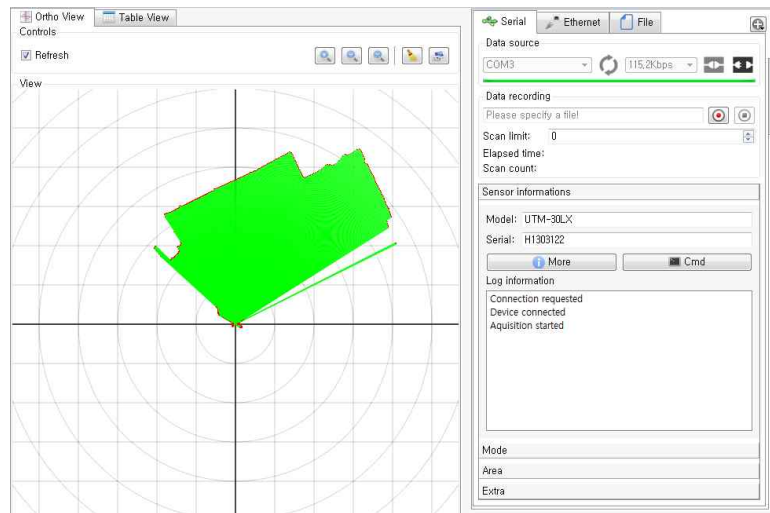 Ortho View
Table View
Controls
Refresh
View
Serial
Ethernet
File
Data source
COM3
115,2Kbps
Data recording
Please specify a file!
Scan limit: 0
Elapsed time:
Scan count:
Sensor informations
Model: UTM-30LX
Serial: H1303122
More
Cmd
Log information
Connection requested
Device connected
Aquisition started
Mode
Area
Extra